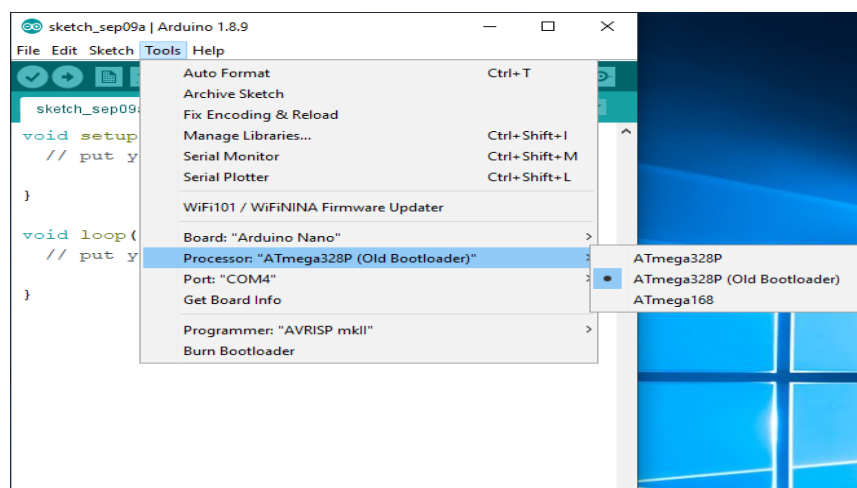 sketch_sep09a | Arduino 1.8.9
File Edit Sketch Tools Help
sketch_sep09a
void setup
// put y
}
void loop(
// put y
}
Auto Format Ctrl+T
Archive Sketch
Fix Encoding & Reload
Manage Libraries... Ctrl+Shift+I
Serial Monitor Ctrl+Shift+M
Serial Plotter Ctrl+Shift+L
WiFi101 / WiFiNINA Firmware Updater
Board: "Arduino Nano"
Processor: "ATmega328P (Old Bootloader)"
Port: "COM4"
Get Board Info
Programmer: "AVRISP mkII"
Burn Bootloader
ATmega328P
ATmega328P (Old Bootloader)
ATmega168